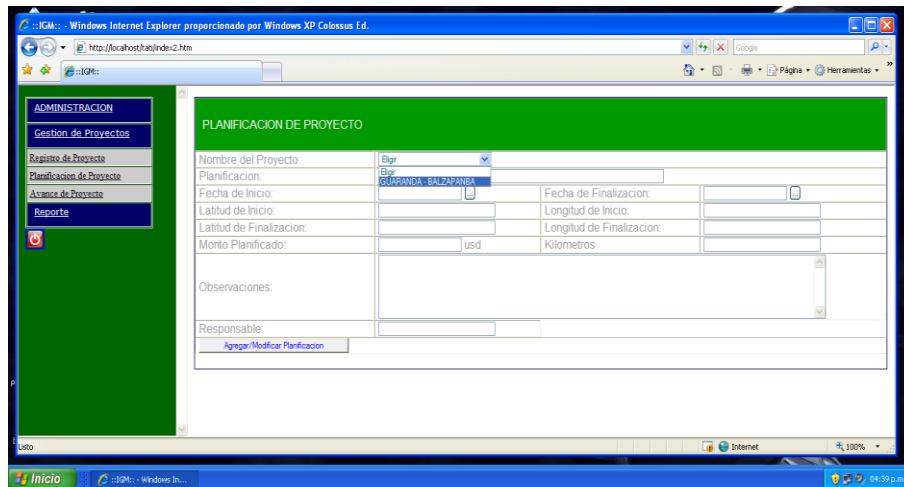 ::IGM:: - Windows Internet Explorer proporcionado por Windows XP Colossus Ed.
http://localhost/tati/index2.htm
Google
::IGM::
Página
Herramientas
ADMINISTRACION
Gestion de Proyectos
Registro de Proyecto
Planificacion de Proyecto
Avance de Proyecto
Reporte
PLANIFICACION DE PROYECTO
Nombre del Proyecto: Eligir
Eligir
Planificacion: GUARANDA - BALZAPANBA
Fecha de Inicio: ... Fecha de Finalizacion: ...
Latitud de Inicio: Longitud de Inicio:
Latitud de Finalizacion: Longitud de Finalizacion:
Monto Planificado: usd Kilometros
Observaciones:
Responsable:
Agregar/Modificar Planificacion
Listo Internet 100%
Inicio ::IGM:: - Windows In... 04:39 p.m.